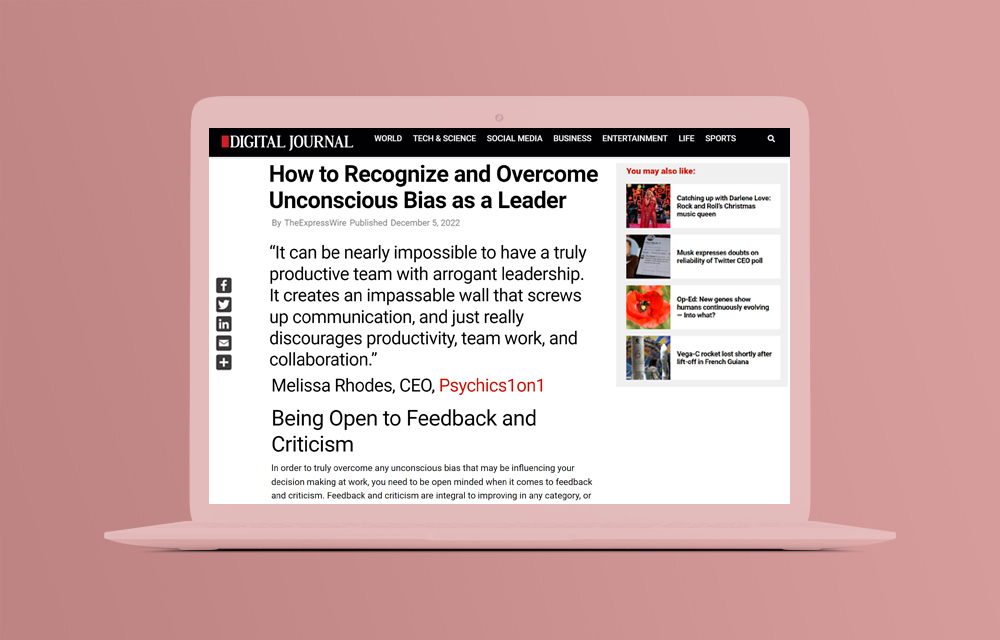 DIGITAL JOURNAL WORLD TECH & SCIENCE SOCIAL MEDIA BUSINESS ENTERTAINMENT LIFE SPORTS
How to Recognize and Overcome
Unconscious Bias as a Leader
By TheExpressWire Published December 5, 2022
“It can be nearly impossible to have a truly
productive team with arrogant leadership.
It creates an impassable wall that screws
up communication, and just really
discourages productivity, team work, and
collaboration.”
Melissa Rhodes, CEO, Psychics1on1
Being Open to Feedback and
Criticism
In order to truly overcome any unconscious bias that may be influencing your
decision making at work, you need to be open minded when it comes to feedback
and criticism. Feedback and criticism are integral to improving in any category, or
You may also like:
Catching up with Darlene Love:
Rock and Roll's Christmas
music queen
Musk expresses doubts on
reliability of Twitter CEO poll
Op-Ed: New genes show
humans continuously evolving
— Into what?
Vega-C rocket lost shortly after
lift-off in French Guiana